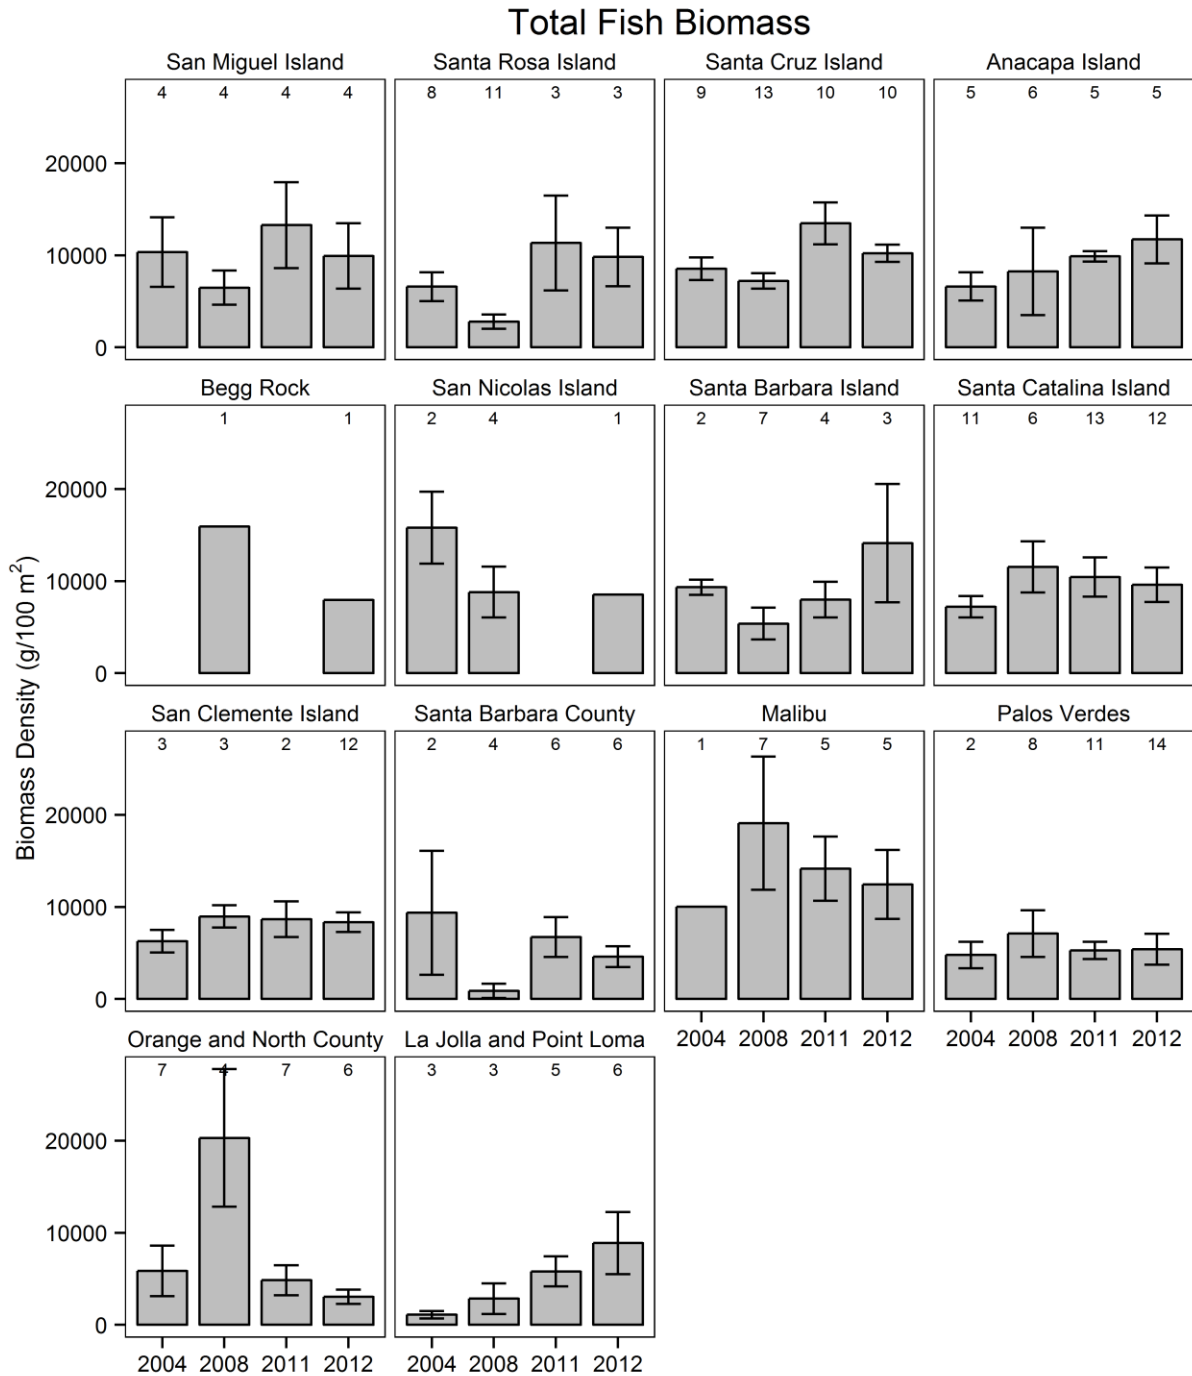 Total Fish Biomass
San Miguel Island Santa Rosa Island Santa Cruz Island Anacapa Island
4 4 4 4 8 11 3 3 9 13 10 10 5 6 5 5
20000
10000
0
Begg Rock San Nicolas Island Santa Barbara Island Santa Catalina Island
1 1 2 4 1 2 7 4 3 11 6 13 12
20000
10000
0
Biomass Density (g/100 m²)
San Clemente Island Santa Barbara County Malibu Palos Verdes
3 3 2 12 2 4 6 6 1 7 5 5 2 8 11 14
20000
10000
0
2004 2008 2011 2012 2004 2008 2011 2012
Orange and North County La Jolla and Point Loma
7 4 7 6 3 3 5 6
20000
10000
0
2004 2008 2011 2012 2004 2008 2011 2012